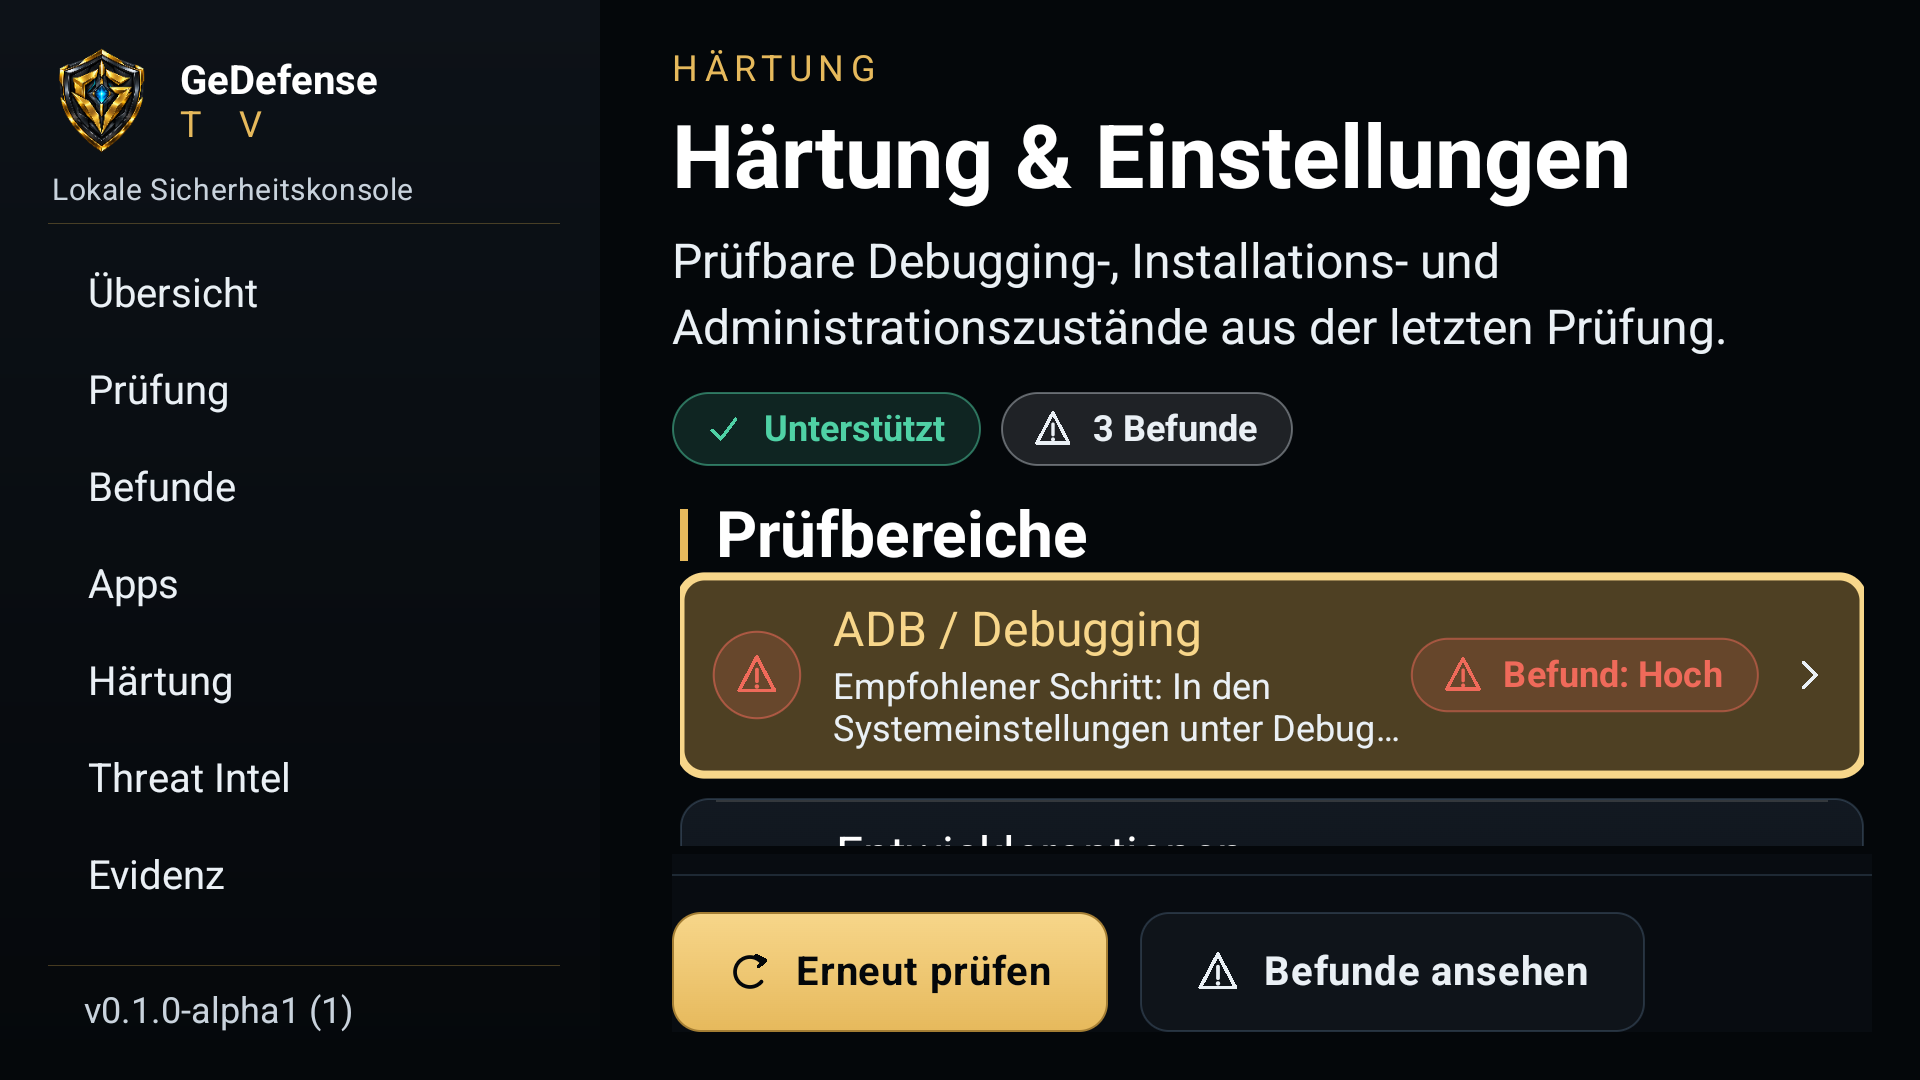 GeDefense
TV
Lokale Sicherheitskonsole
Übersicht
Prüfung
Befunde
Apps
Härtung
Threat Intel
Evidenz
v0.1.0-alpha1 (1)
HÄRTUNG
Härtung & Einstellungen
Prüfbare Debugging-, Installations- und
Administrationszustände aus der letzten Prüfung.
Unterstützt
3 Befunde
Prüfbereiche
ADB / Debugging
Empfohlener Schritt: In den
Systemeinstellungen unter Debug…
Befund: Hoch
Erneut prüfen
Befunde ansehen